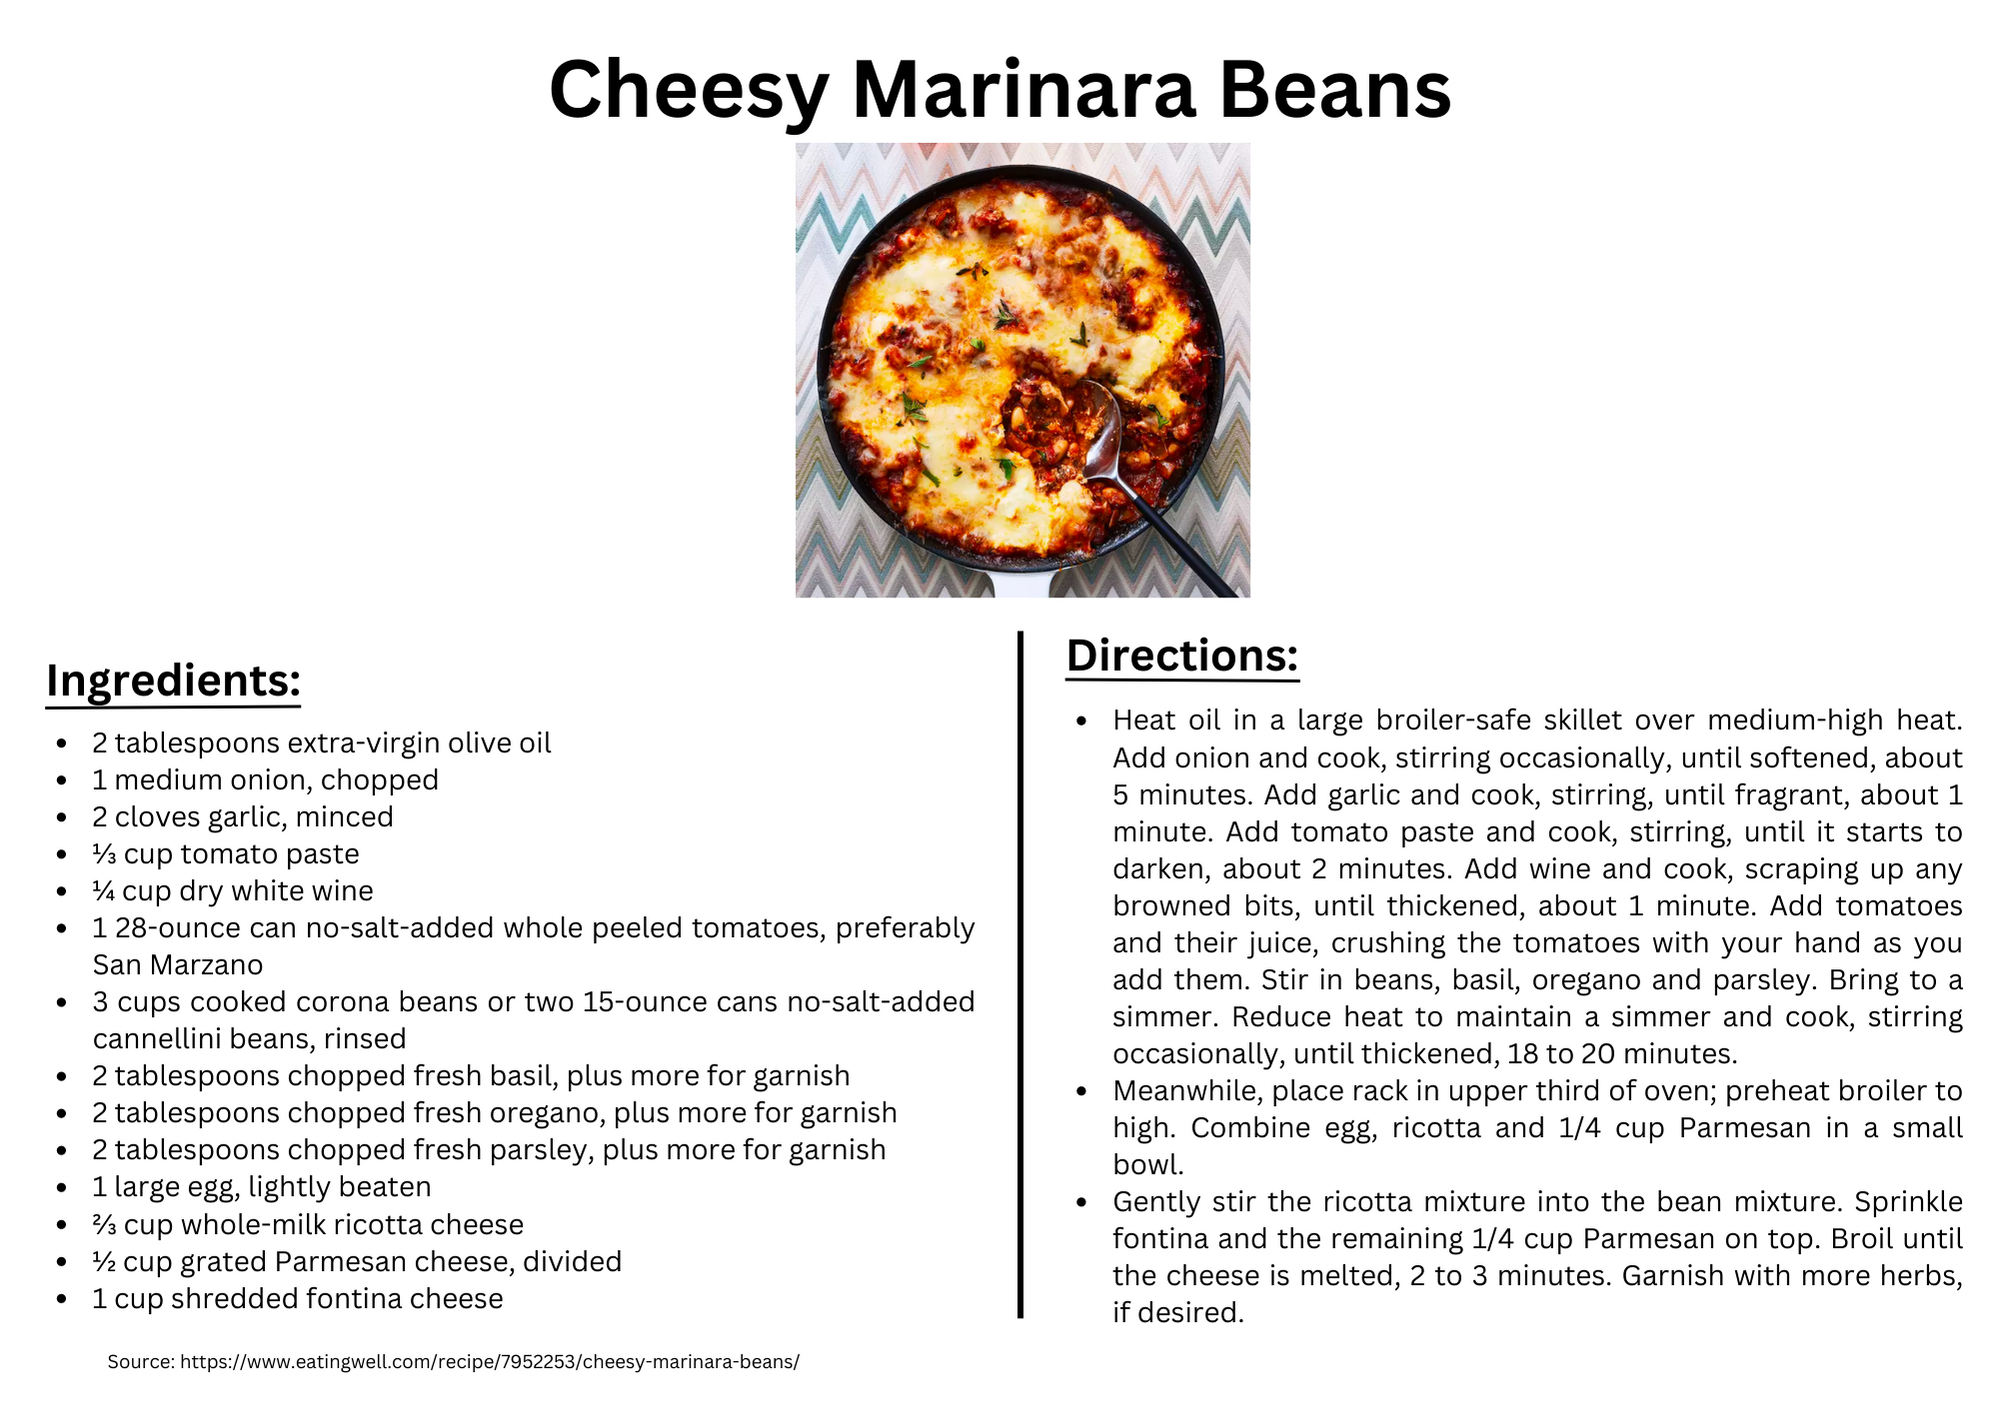 Cheesy Marinara Beans
Ingredients:
• 2 tablespoons extra-virgin olive oil
• 1 medium onion, chopped
• 2 cloves garlic, minced
• ⅓ cup tomato paste
• ¼ cup dry white wine
• 1 28-ounce can no-salt-added whole peeled tomatoes, preferably
San Marzano
• 3 cups cooked corona beans or two 15-ounce cans no-salt-added
cannellini beans, rinsed
• 2 tablespoons chopped fresh basil, plus more for garnish
• 2 tablespoons chopped fresh oregano, plus more for garnish
• 2 tablespoons chopped fresh parsley, plus more for garnish
• 1 large egg, lightly beaten
• ⅔ cup whole-milk ricotta cheese
• ½ cup grated Parmesan cheese, divided
• 1 cup shredded fontina cheese
Directions:
• Heat oil in a large broiler-safe skillet over medium-high heat.
Add onion and cook, stirring occasionally, until softened, about
5 minutes. Add garlic and cook, stirring, until fragrant, about 1
minute. Add tomato paste and cook, stirring, until it starts to
darken, about 2 minutes. Add wine and cook, scraping up any
browned bits, until thickened, about 1 minute. Add tomatoes
and their juice, crushing the tomatoes with your hand as you
add them. Stir in beans, basil, oregano and parsley. Bring to a
simmer. Reduce heat to maintain a simmer and cook, stirring
occasionally, until thickened, 18 to 20 minutes.
• Meanwhile, place rack in upper third of oven; preheat broiler to
high. Combine egg, ricotta and 1/4 cup Parmesan in a small
bowl.
• Gently stir the ricotta mixture into the bean mixture. Sprinkle
fontina and the remaining 1/4 cup Parmesan on top. Broil until
the cheese is melted, 2 to 3 minutes. Garnish with more herbs,
if desired.
Source: https://www.eatingwell.com/recipe/7952253/cheesy-marinara-beans/